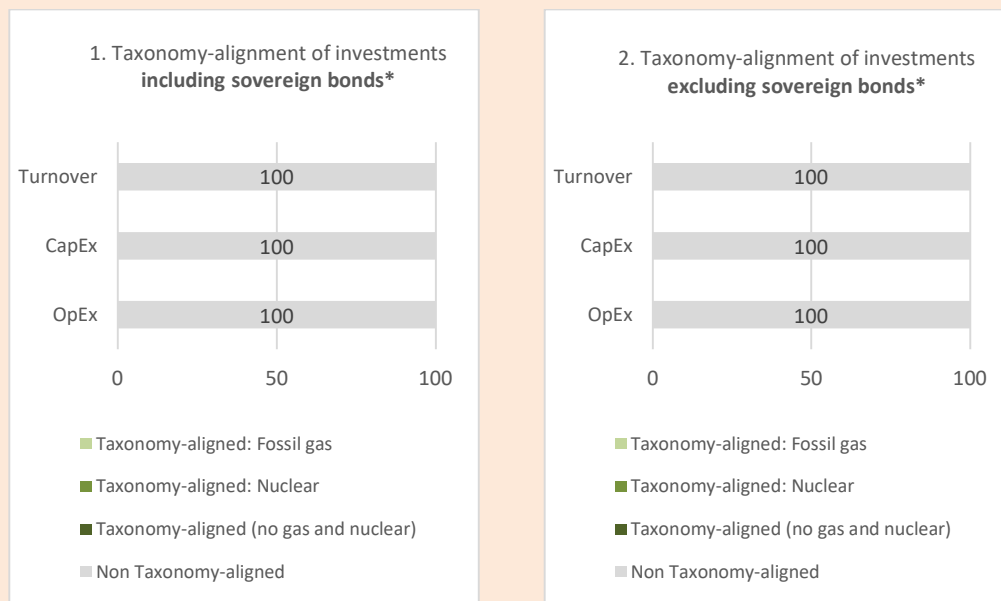 1. Taxonomy-alignment of investments
including sovereign bonds*
Turnover
100
CapEx
100
OpEx
100
0 50 100
Taxonomy-aligned: Fossil gas
Taxonomy-aligned: Nuclear
Taxonomy-aligned (no gas and nuclear)
Non Taxonomy-aligned
2. Taxonomy-alignment of investments
excluding sovereign bonds*
Turnover
100
CapEx
100
OpEx
100
0 50 100
Taxonomy-aligned: Fossil gas
Taxonomy-aligned: Nuclear
Taxonomy-aligned (no gas and nuclear)
Non Taxonomy-aligned